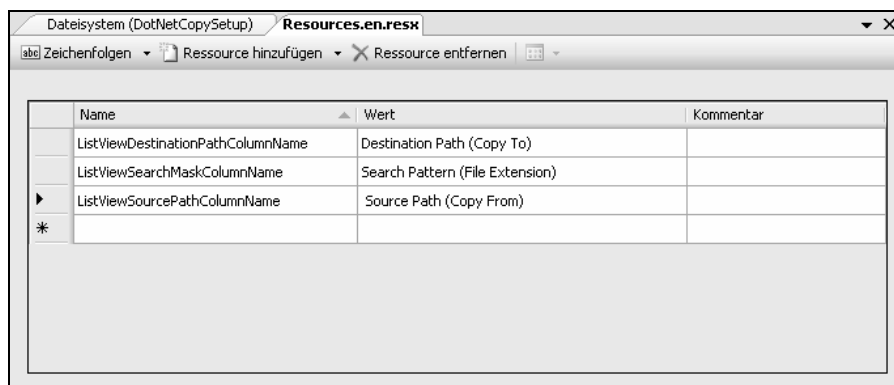 Dateisystem (DotNetCopySetup) Resources.en.resx
abc Zeichenfolgen Ressource hinzufügen Ressource entfernen
Name Wert Kommentar
ListViewDestinationPathColumnName Destination Path (Copy To)
ListViewSearchMaskColumnName Search Pattern (File Extension)
ListViewSourcePathColumnName Source Path (Copy From)